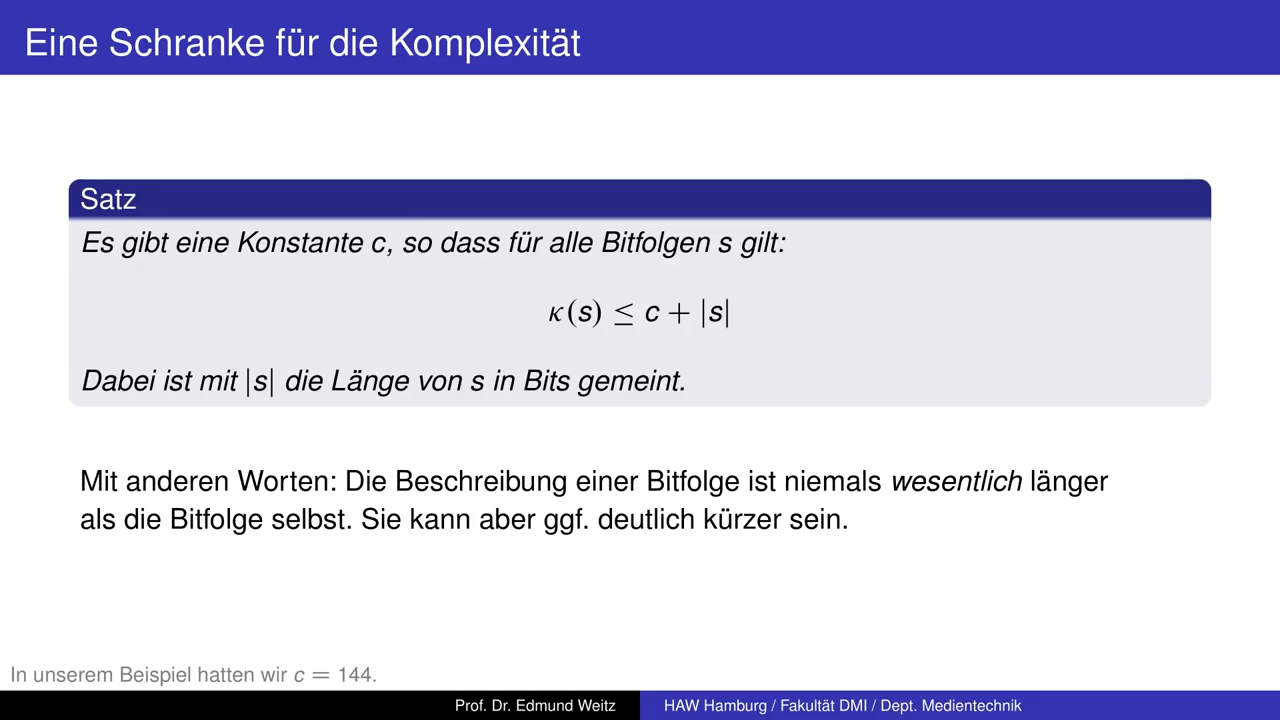 Eine Schranke für die Komplexität
Satz
Es gibt eine Konstante c, so dass für alle Bitfolgen s gilt:
κ(s) ≤ c + |s|
Dabei ist mit |s| die Länge von s in Bits gemeint.
Mit anderen Worten: Die Beschreibung einer Bitfolge ist niemals wesentlich länger
als die Bitfolge selbst. Sie kann aber ggf. deutlich kürzer sein.
In unserem Beispiel hatten wir c = 144.
Prof. Dr. Edmund Weitz
HAW Hamburg / Fakultät DMI / Dept. Medientechnik